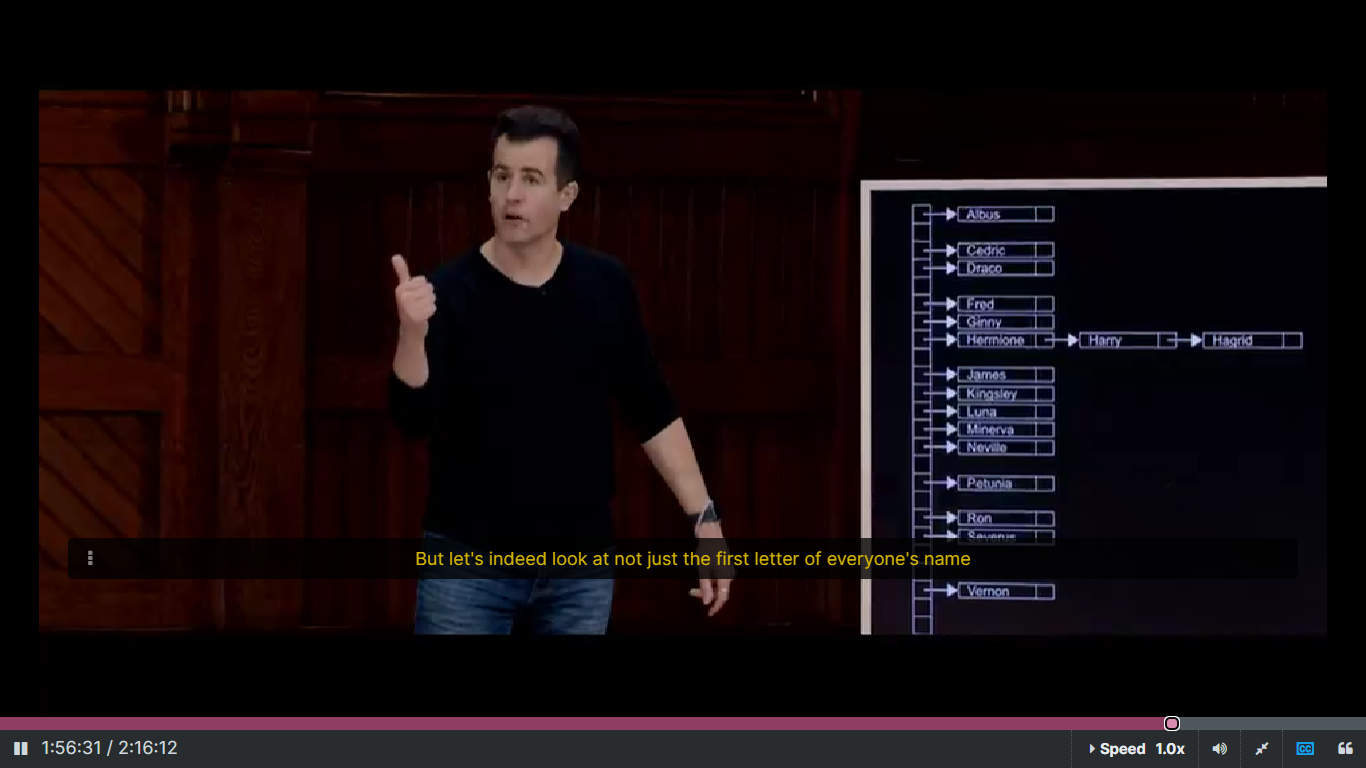 Albus
Cedric
Draco
Fred
Ginny
Hermione Harry Hagrid
James
Kingsley
Luna
Minerva
Neville
Petunia
Ron
Severus
But let's indeed look at not just the first letter of everyone's name
Vernon
1:56:31 / 2:16:12
Speed 1.0x
CC